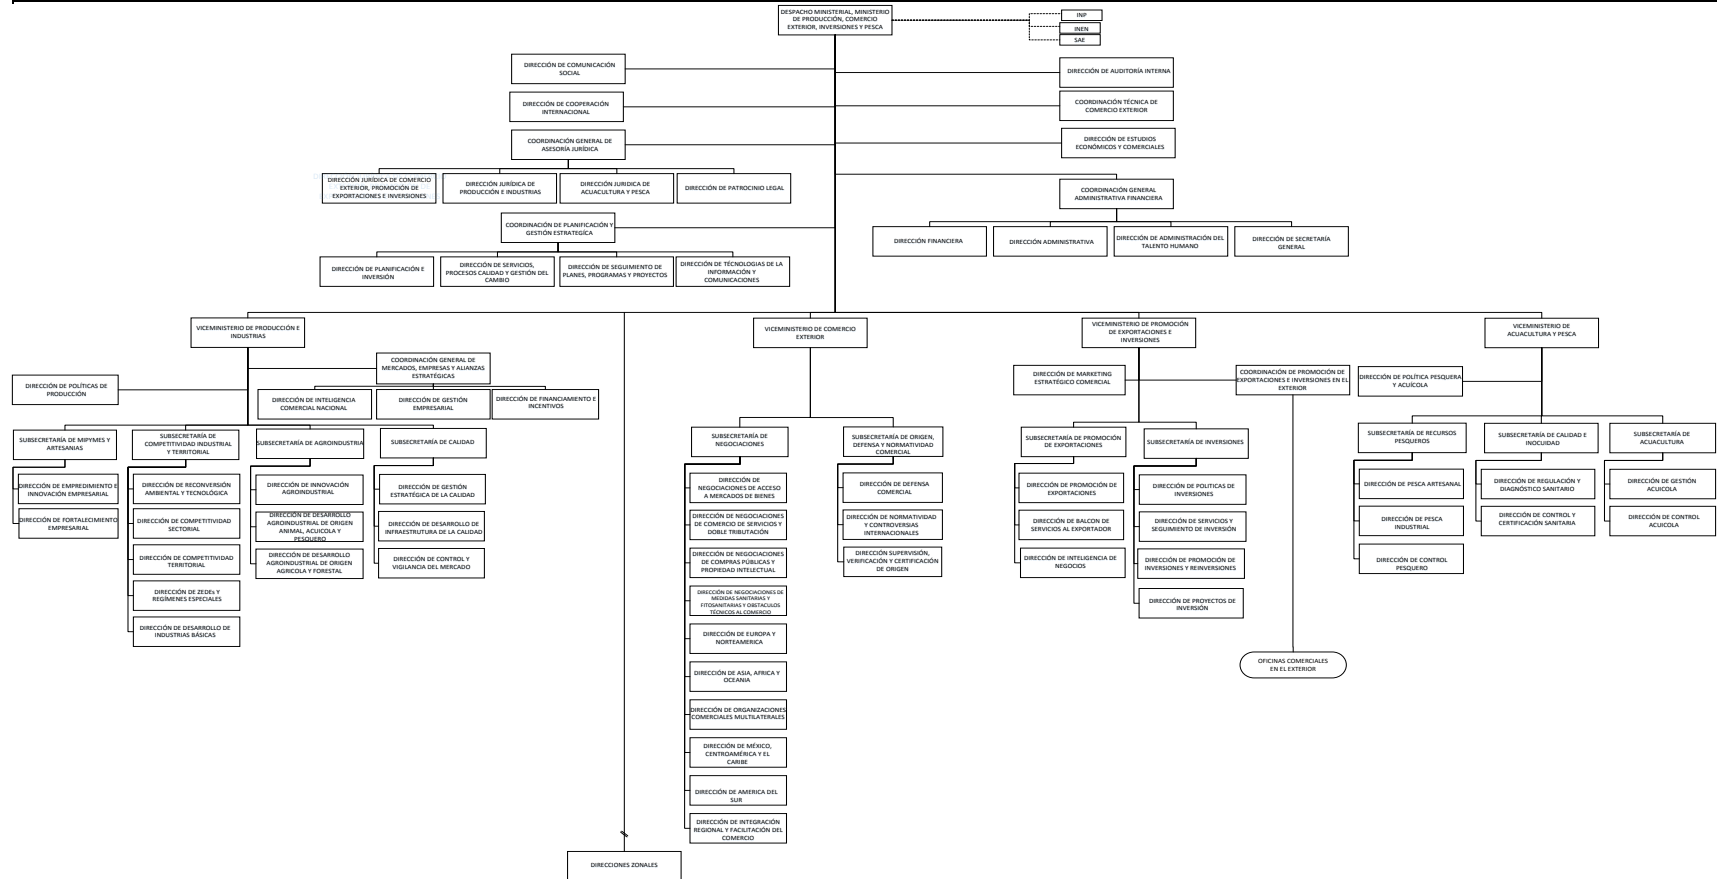 DESPACHO MINISTERIAL, MINISTERIO
DE PRODUCCIÓN, COMERCIO
EXTERIOR, INVERSIONES Y PESCA
INP
INEN
SAE
DIRECCIÓN DE COMUNICACIÓN
SOCIAL
DIRECCIÓN DE AUDITORÍA INTERNA
DIRECCIÓN DE COOPERACIÓN
INTERNACIONAL
COORDINACIÓN TÉCNICA DE
COMERCIO EXTERIOR
COORDINACIÓN GENERAL DE
ASESORÍA JURÍDICA
DIRECCIÓN DE ESTUDIOS
ECONÓMICOS Y COMERCIALES
DIRECCIÓN JURÍDICA DE COMERCIO
EXTERIOR, PROMOCIÓN DE
EXPORTACIONES E INVERSIONES
DIRECCIÓN JURÍDICA DE
PRODUCCIÓN E INDUSTRIAS
DIRECCIÓN JURIDICA DE
ACUACULTURA Y PESCA
DIRECCIÓN DE PATROCINIO LEGAL
COORDINACIÓN GENERAL
ADMINISTRATIVA FINANCIERA
COORDINACIÓN DE PLANIFICACIÓN Y
GESTIÓN ESTRATEGÍCA
DIRECCIÓN FINANCIERA
DIRECCIÓN ADMINISTRATIVA
DIRECCIÓN DE ADMINISTRACIÓN DEL
TALENTO HUMANO
DIRECCIÓN DE SECRETARÍA
GENERAL
DIRECCIÓN DE PLANIFICACIÓN E
INVERSIÓN
DIRECCIÓN DE SERVICIOS,
PROCESOS CALIDAD Y GESTIÓN DEL
CAMBIO
DIRECCIÓN DE SEGUIMIENTO DE
PLANES, PROGRAMAS Y PROYECTOS
DIRECCIÓN DE TÉCNOLOGIAS DE LA
INFORMACIÓN Y
COMUNICACIONES
VICEMINISTERIO DE PRODUCCIÓN E
INDUSTRIAS
VICEMINISTERIO DE COMERCIO
EXTERIOR
VICEMINISTERIO DE PROMOCIÓN
DE EXPORTACIONES E
INVERSIONES
VICEMINISTERIO DE
ACUACULTURA Y PESCA
COORDINACIÓN GENERAL DE
MERCADOS, EMPRESAS Y ALIANZAS
ESTRATÉGICAS
DIRECCIÓN DE POLÍTICAS DE
PRODUCCIÓN
DIRECCIÓN DE INTELIGENCIA
COMERCIAL NACIONAL
DIRECCIÓN DE GESTIÓN
EMPRESARIAL
DIRECCIÓN DE FINANCIAMIENTO E
INCENTIVOS
DIRECCIÓN DE MARKETING
ESTRATÉGICO COMERCIAL
COORDINACIÓN DE PROMOCIÓN DE
EXPORTACIONES E INVERSIONES EN EL
EXTERIOR
DIRECCIÓN DE POLÍTICA PESQUERA
Y ACUÍCOLA
SUBSECRETARÍA DE MIPYMES Y
ARTESANIAS
SUBSECRETARÍA DE
COMPETITIVIDAD INDUSTRIAL
Y TERRITORIAL
SUBSECRETARÍA DE AGROINDUSTRIA
SUBSECRETARÍA DE CALIDAD
SUBSECRETARÍA DE
NEGOCIACIONES
SUBSECRETARÍA DE ORIGEN,
DEFENSA Y NORMATIVIDAD
COMERCIAL
SUBSECRETARÍA DE PROMOCIÓN
DE EXPORTACIONES
SUBSECRETARÍA DE INVERSIONES
SUBSECRETARÍA DE RECURSOS
PESQUEROS
SUBSECRETARÍA DE CALIDAD E
INOCUIDAD
SUBSECRETARÍA DE
ACUACULTURA
DIRECCIÓN DE EMPREDIMIENTO E
INNOVACIÓN EMPRESARIAL
DIRECCIÓN DE FORTALECIMIENTO
EMPRESARIAL
DIRECCIÓN DE RECONVERSIÓN
AMBIENTAL Y TECNOLÓGICA
DIRECCIÓN DE COMPETITIVIDAD
SECTORIAL
DIRECCIÓN DE COMPETITIVIDAD
TERRITORIAL
DIRECCIÓN DE ZEDEs Y
REGÍMENES ESPECIALES
DIRECCIÓN DE DESARROLLO DE
INDUSTRIAS BÁSICAS
DIRECCIÓN DE INNOVACIÓN
AGROINDUSTRIAL
DIRECCIÓN DE DESARROLLO
AGROINDUSTRIAL DE ORIGEN
ANIMAL, ACUICOLA Y
PESQUERO
DIRECCIÓN DE DESARROLLO
AGROINDUSTRIAL DE ORIGEN
AGRICOLA Y FORESTAL
DIRECCIÓN DE GESTIÓN
ESTRATÉGICA DE LA CALIDAD
DIRECCIÓN DE DESARROLLO DE
INFRAESTRUCTURA DE LA CALIDAD
DIRECCIÓN DE CONTROL Y
VIGILANCIA DEL MERCADO
DIRECCIÓN DE
NEGOCIACIONES DE ACCESO
A MERCADOS DE BIENES
DIRECCIÓN DE NEGOCIACIONES
DE COMERCIO DE SERVICIOS Y
DOBLE TRIBUTACIÓN
DIRECCIÓN DE NEGOCIACIONES
DE COMPRAS PÚBLICAS Y
PROPIEDAD INTELECTUAL
DIRECCIÓN DE NEGOCIACIONES DE
MEDIDAS SANITARIAS Y
FITOSANITARIAS Y OBSTACULOS
TÉCNICOS AL COMERCIO
DIRECCIÓN DE EUROPA Y
NORTEAMERICA
DIRECCIÓN DE ASIA, AFRICA Y
OCEANIA
DIRECCIÓN DE ORGANIZACIONES
COMERCIALES MULTILATERALES
DIRECCIÓN DE MÉXICO,
CENTROAMÉRICA Y EL
CARIBE
DIRECCIÓN DE AMERICA DEL
SUR
DIRECCIÓN DE INTEGRACIÓN
REGIONAL Y FACILITACIÓN DEL
COMERCIO
DIRECCIÓN DE DEFENSA
COMERCIAL
DIRECCIÓN DE NORMATIVIDAD
Y CONTROVERSIAS
INTERNACIONALES
DIRECCIÓN SUPERVISIÓN,
VERIFICACIÓN Y CERTIFICACIÓN
DE ORIGEN
DIRECCIÓN DE PROMOCIÓN DE
EXPORTACIONES
DIRECCIÓN DE BALCON DE
SERVICIOS AL EXPORTADOR
DIRECCIÓN DE INTELIGENCIA DE
NEGOCIOS
DIRECCIÓN DE POLITICAS DE
INVERSIONES
DIRECCIÓN DE SERVICIOS Y
SEGUIMIENTO DE INVERSIÓN
DIRECCIÓN DE PROMOCIÓN DE
INVERSIONES Y REINVERSIONES
DIRECCIÓN DE PROYECTOS DE
INVERSIÓN
OFICINAS COMERCIALES
EN EL EXTERIOR
DIRECCIÓN DE PESCA ARTESANAL
DIRECCIÓN DE PESCA
INDUSTRIAL
DIRECCIÓN DE CONTROL
PESQUERO
DIRECCIÓN DE REGULACIÓN Y
DIAGNÓSTICO SANITARIO
DIRECCIÓN DE CONTROL Y
CERTIFICACIÓN SANITARIA
DIRECCIÓN DE GESTIÓN
ACUICOLA
DIRECCIÓN DE CONTROL
ACUICOLA
DIRECCIONES ZONALES